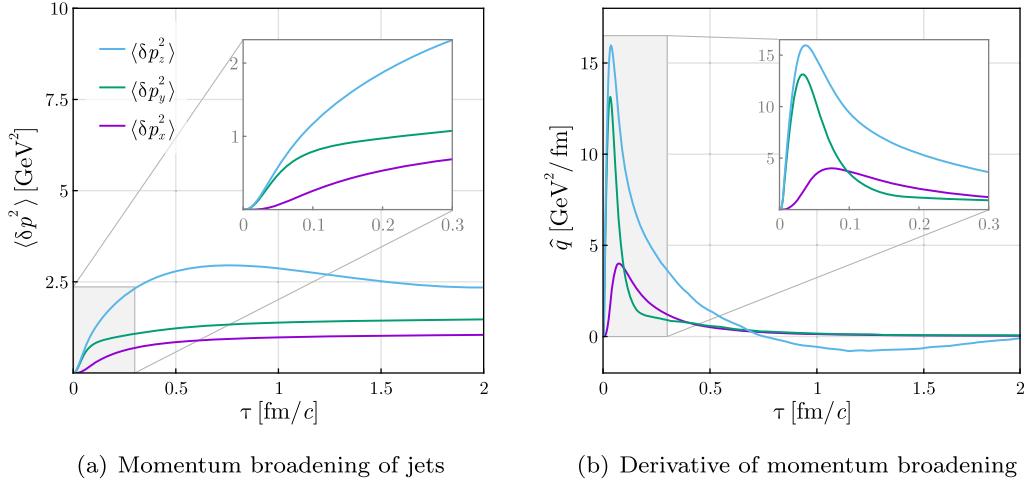 10
7.5
5
2.5
⟨δp²⟩ [GeV²]
⟨δp_z²⟩
⟨δp_y²⟩
⟨δp_x²⟩
2
1
0 0.1 0.2 0.3
0 0.5 1 1.5 2
τ [fm/c]
(a) Momentum broadening of jets
15
10
5
0
q̂ [GeV²/fm]
15
10
5
0 0.1 0.2 0.3
0 0.5 1 1.5 2
τ [fm/c]
(b) Derivative of momentum broadening